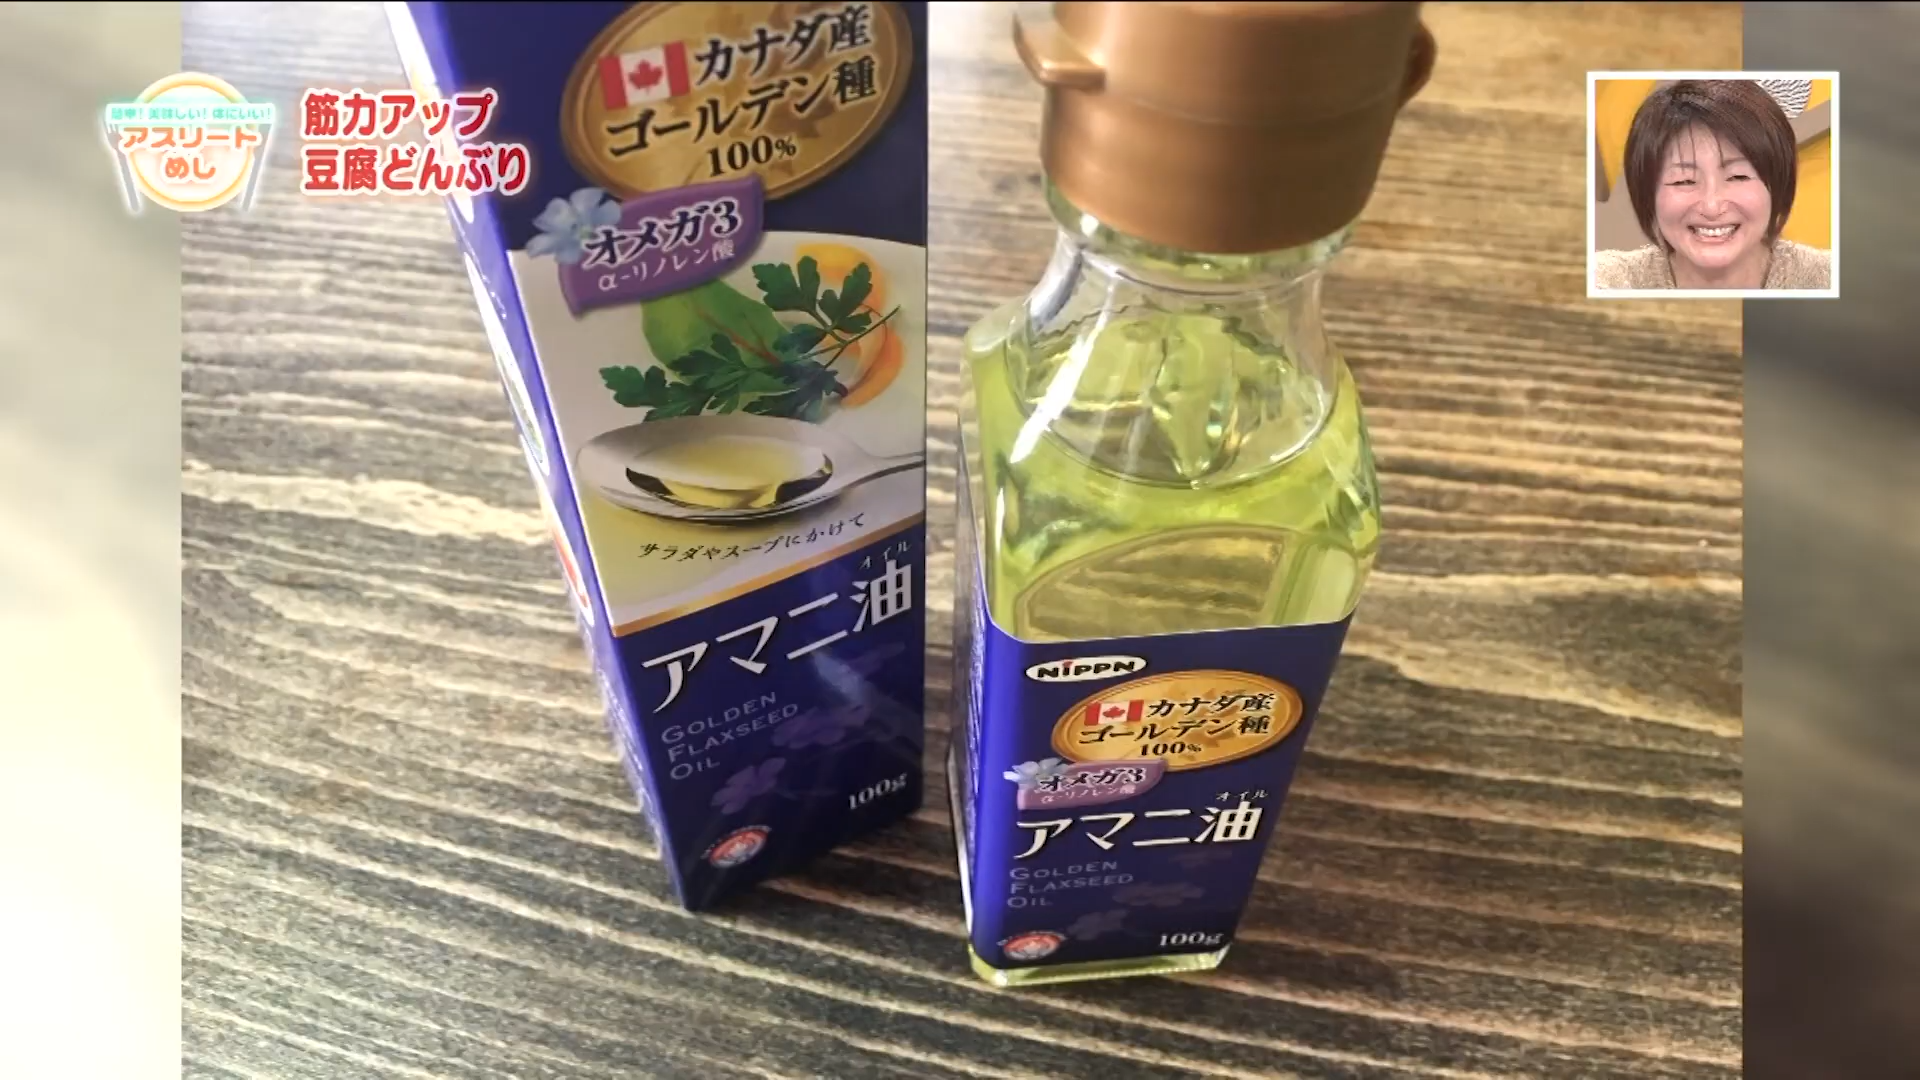 簡単!美味しい!体にいい!
アスリート
めし
筋力アップ
豆腐どんぶり
カナダ産
ゴールデン種
100%
オメガ3
α-リノレン酸
サラダやスープにかけて
オイル
アマニ油
GOLDEN
FLAXSEED
OIL
100g
NIPPN
カナダ産
ゴールデン種
100%
オメガ3
α-リノレン酸
オイル
アマニ油
GOLDEN
FLAXSEED
OIL
100g